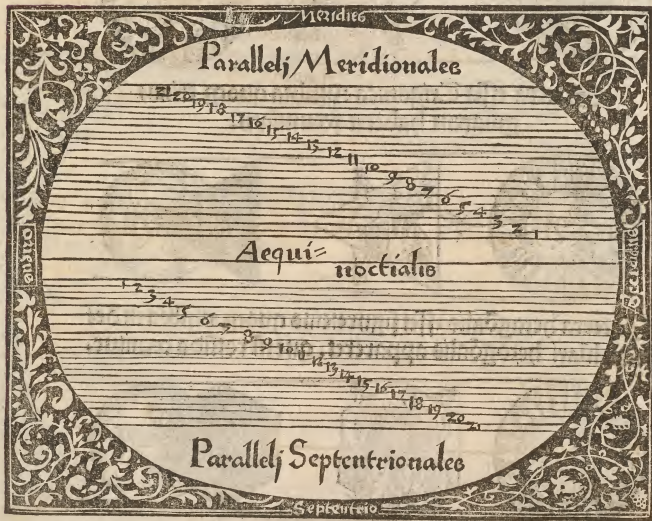 Meridies
Parallelj Meridionales
21 20 19 18 17 16 15 14 13 12 11 10 9 8 7 6 5 4 3 2 1
Oriens
Aequi=
noctialis
1 2 3 4 5 6 7 8 9 10 11 12 13 14 15 16 17 18 19 20 21
Parallelj Septentrionales
Septentrio